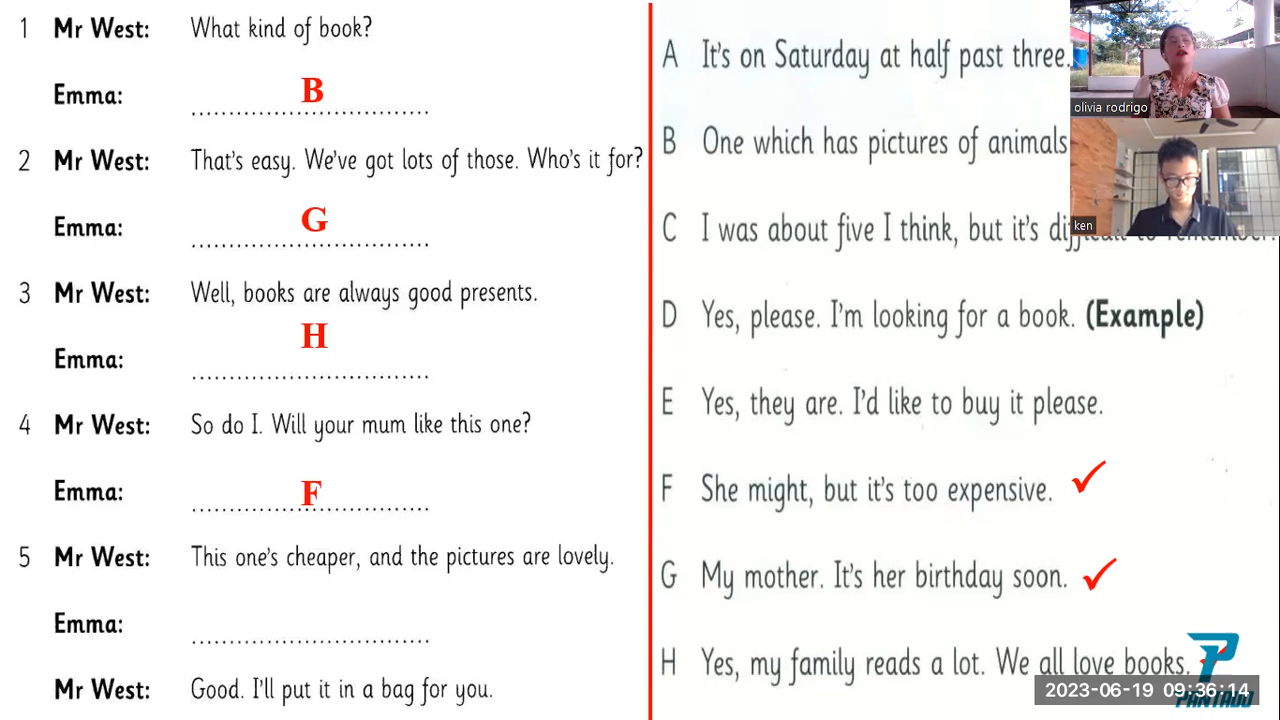 1 Mr West: What kind of book?
Emma: B ................................
2 Mr West: That's easy. We've got lots of those. Who's it for?
Emma: G ................................
3 Mr West: Well, books are always good presents.
Emma: H ................................
4 Mr West: So do I. Will your mum like this one?
Emma: F ................................
5 Mr West: This one's cheaper, and the pictures are lovely.
Emma: ................................
Mr West: Good. I'll put it in a bag for you.
A It's on Saturday at half past three.
B One which has pictures of animals
C I was about five I think, but it's difficult to remember.
D Yes, please. I'm looking for a book. (Example)
E Yes, they are. I'd like to buy it please.
F She might, but it's too expensive.
G My mother. It's her birthday soon.
H Yes, my family reads a lot. We all love books.
olivia rodrigo
ken
2023-06-19 09:36:14
PANTADO